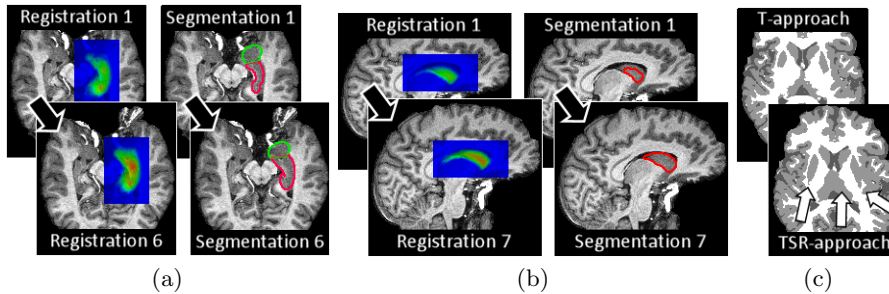 Registration 1
Segmentation 1
Registration 6
Segmentation 6
(a)
Registration 1
Segmentation 1
Registration 7
Segmentation 7
(b)
T-approach
TSR-approach
(c)